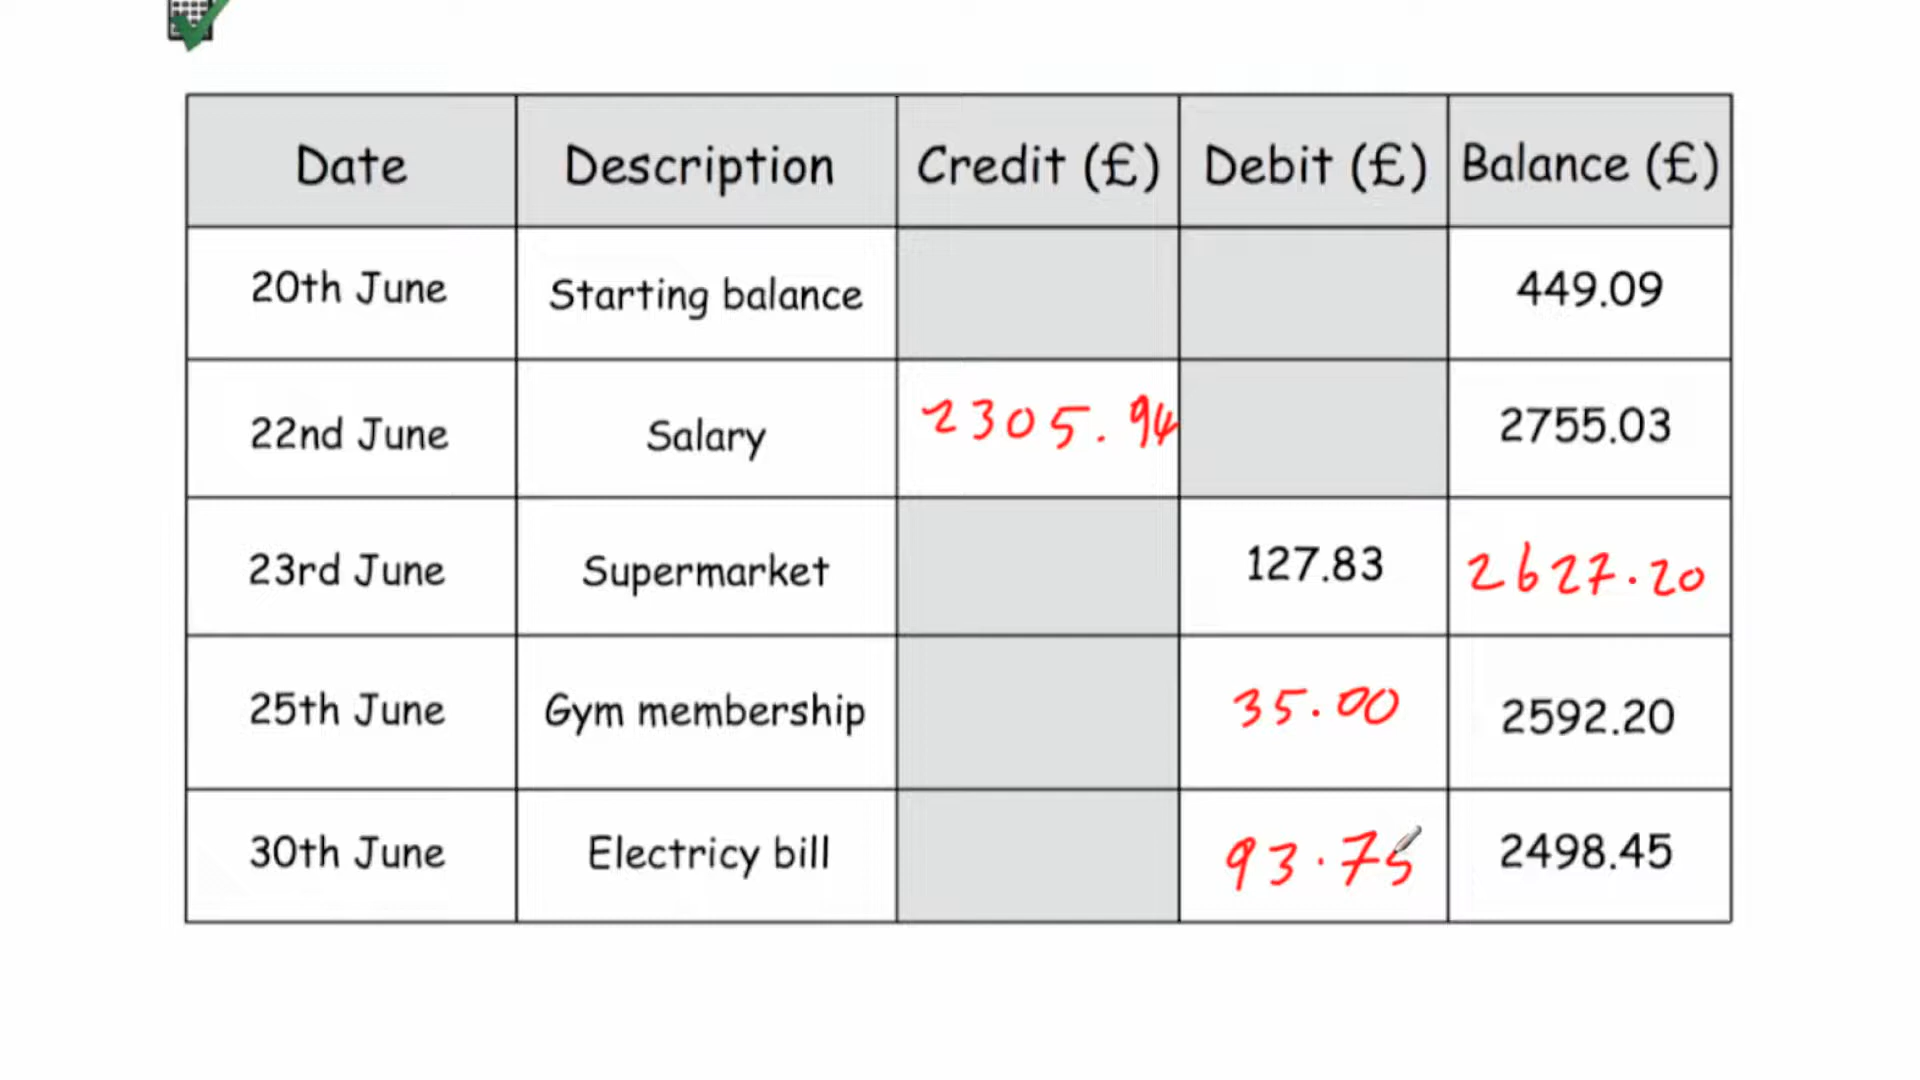 Date Description Credit (£) Debit (£) Balance (£)
20th June Starting balance 449.09
22nd June Salary 2305.94 2755.03
23rd June Supermarket 127.83 2627.20
25th June Gym membership 35.00 2592.20
30th June Electricy bill 93.75 2498.45